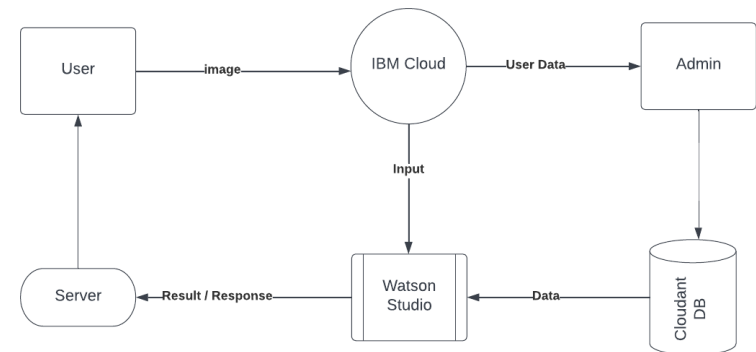 User
image
IBM Cloud
User Data
Admin
Input
Server
Result / Response
Watson
Studio
Data
Cloudant
DB